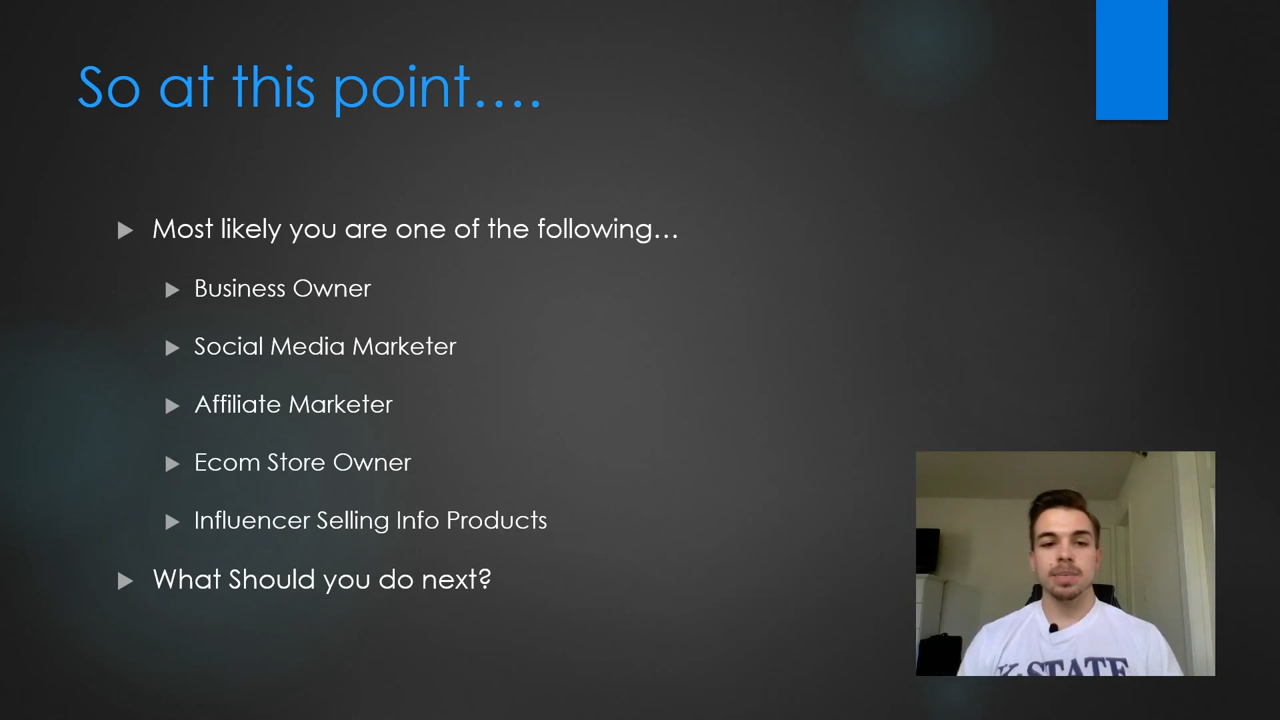 So at this point....
Most likely you are one of the following...
Business Owner
Social Media Marketer
Affiliate Marketer
Ecom Store Owner
Influencer Selling Info Products
What Should you do next?
K-STATE